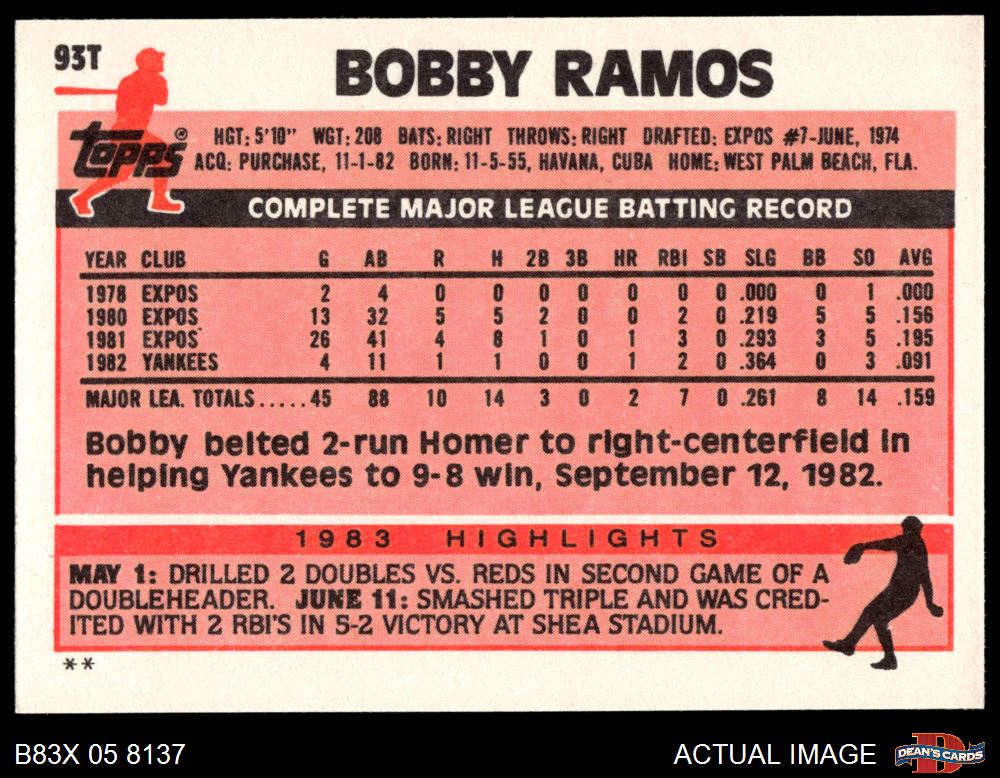 93T
BOBBY RAMOS
Topps ®
HGT: 5'10" WGT: 208 BATS: RIGHT THROWS: RIGHT DRAFTED: EXPOS #7-JUNE, 1974
ACQ: PURCHASE, 11-1-82 BORN: 11-5-55, HAVANA, CUBA HOME: WEST PALM BEACH, FLA.
COMPLETE MAJOR LEAGUE BATTING RECORD
YEAR CLUB G AB R H 2B 3B HR RBI SB SLG BB SO AVG
1978 EXPOS 2 4 0 0 0 0 0 0 0 .000 0 1 .000
1980 EXPOS 13 32 5 5 2 0 0 2 0 .219 5 5 .156
1981 EXPOS 26 41 4 8 1 0 1 3 0 .293 3 5 .195
1982 YANKEES 4 11 1 1 0 0 1 2 0 .364 0 3 .091
MAJOR LEA. TOTALS.....45 88 10 14 3 0 2 7 0 .261 8 14 .159
Bobby belted 2-run Homer to right-centerfield in
helping Yankees to 9-8 win, September 12, 1982.
1983 HIGHLIGHTS
MAY 1: DRILLED 2 DOUBLES VS. REDS IN SECOND GAME OF A
DOUBLEHEADER. JUNE 11: SMASHED TRIPLE AND WAS CRED-
ITED WITH 2 RBI'S IN 5-2 VICTORY AT SHEA STADIUM.
**
B83X 05 8137
ACTUAL IMAGE
DEAN'S CARDS